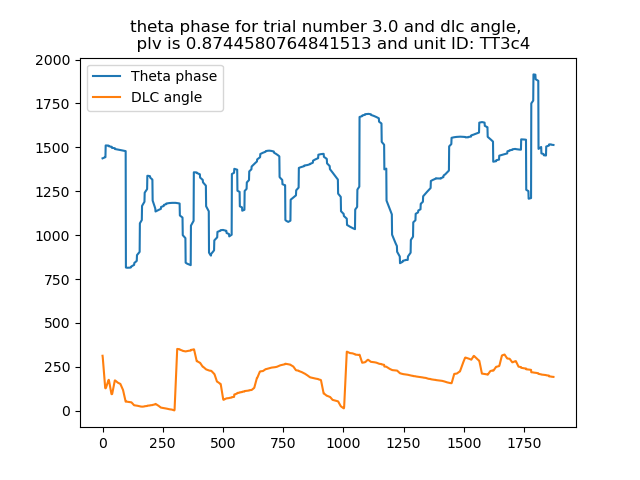 theta phase for trial number 3.0 and dlc angle,
plv is 0.8744580764841513 and unit ID: TT3c4
Theta phase
DLC angle
2000
1750
1500
1250
1000
750
500
250
0
0 250 500 750 1000 1250 1500 1750